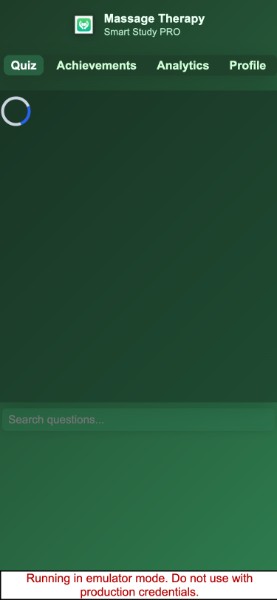 Massage Therapy
Smart Study PRO
Quiz Achievements Analytics Profile
Search questions...
Running in emulator mode. Do not use with
production credentials.